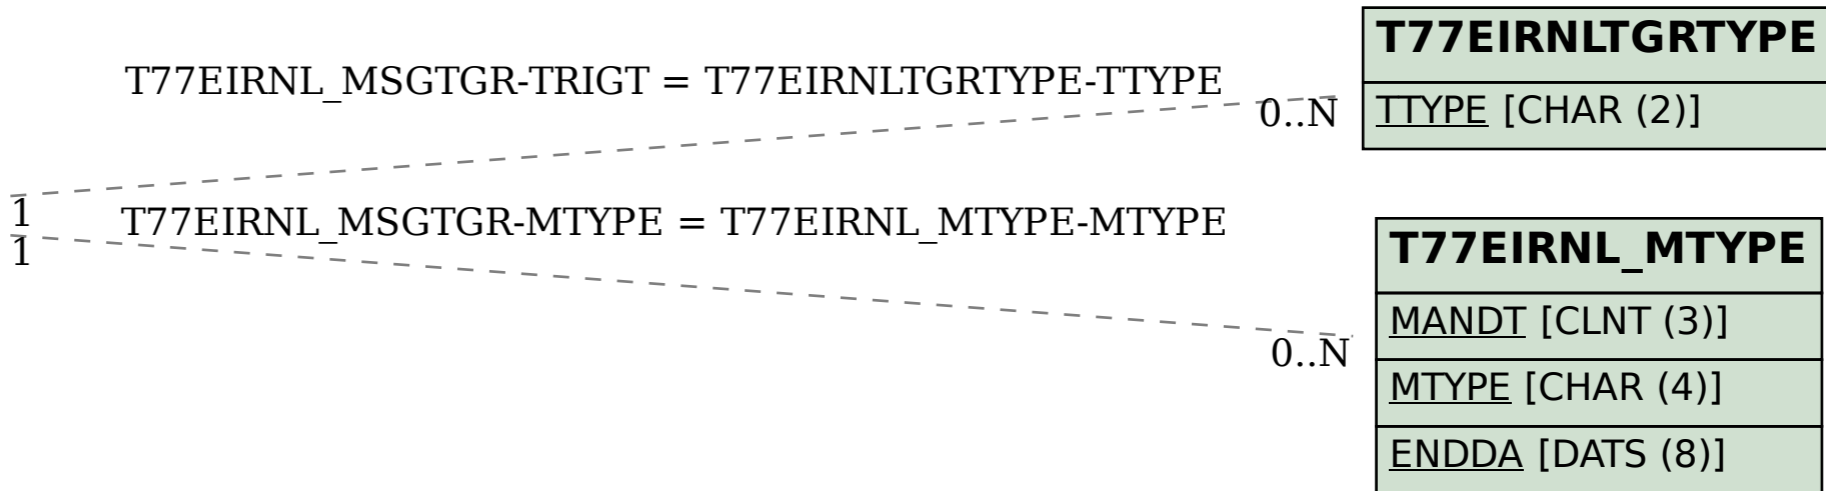 T77EIRNL_MSGTGR-TRIGT = T77EIRNLTGRTYPE-TTYPE
0..N
1
T77EIRNLTGRTYPE
TTYPE [CHAR (2)]
T77EIRNL_MSGTGR-MTYPE = T77EIRNL_MTYPE-MTYPE
1
0..N
T77EIRNL_MTYPE
MANDT [CLNT (3)]
MTYPE [CHAR (4)]
ENDDA [DATS (8)]